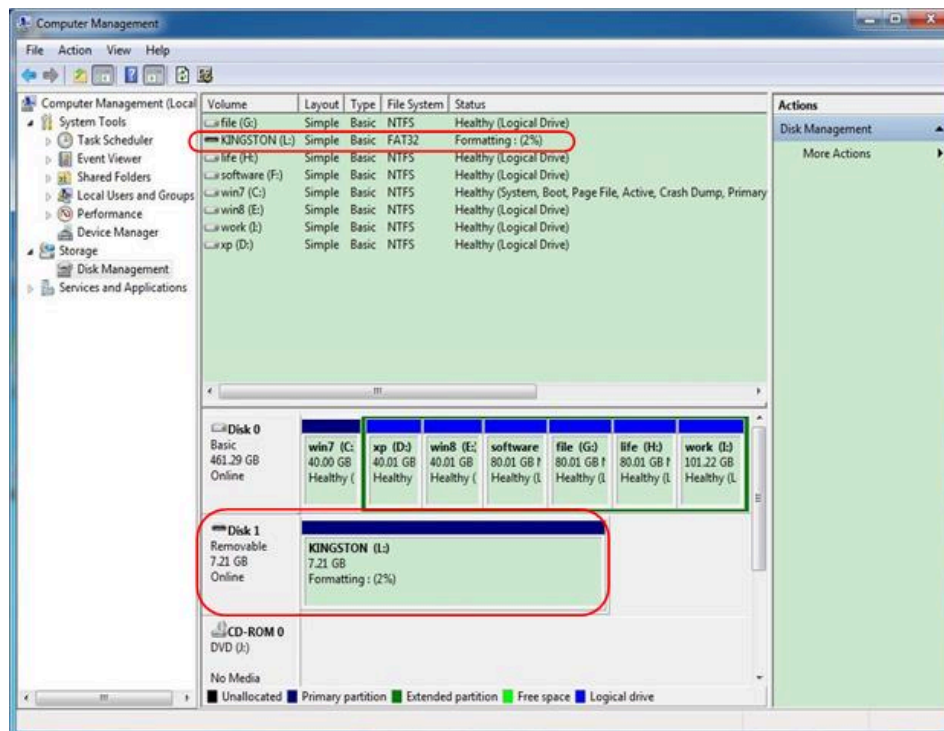 Computer Management
File Action View Help
Computer Management (Local
System Tools
Task Scheduler
Event Viewer
Shared Folders
Local Users and Groups
Performance
Device Manager
Storage
Disk Management
Services and Applications
Volume Layout Type File System Status
file (G:) Simple Basic NTFS Healthy (Logical Drive)
KINGSTON (L:) Simple Basic FAT32 Formatting : (2%)
life (H:) Simple Basic NTFS Healthy (Logical Drive)
software (F:) Simple Basic NTFS Healthy (Logical Drive)
win7 (C:) Simple Basic NTFS Healthy (System, Boot, Page File, Active, Crash Dump, Primary
win8 (E:) Simple Basic NTFS Healthy (Logical Drive)
work (I:) Simple Basic NTFS Healthy (Logical Drive)
xp (D:) Simple Basic NTFS Healthy (Logical Drive)
Actions
Disk Management
More Actions
Disk 0
Basic
461.29 GB
Online
win7 (C: xp (D:) win8 (E: software file (G:) life (H:) work (I:)
40.00 GB 40.01 GB 40.01 GB 80.01 GB 80.01 GB 80.01 GB 101.22 GB
Healthy ( Healthy Healthy ( Healthy (L Healthy (L Healthy (L Healthy (L
Disk 1
Removable
7.21 GB
Online
KINGSTON (L:)
7.21 GB
Formatting : (2%)
CD-ROM 0
DVD (J:)
No Media
Unallocated Primary partition Extended partition Free space Logical drive